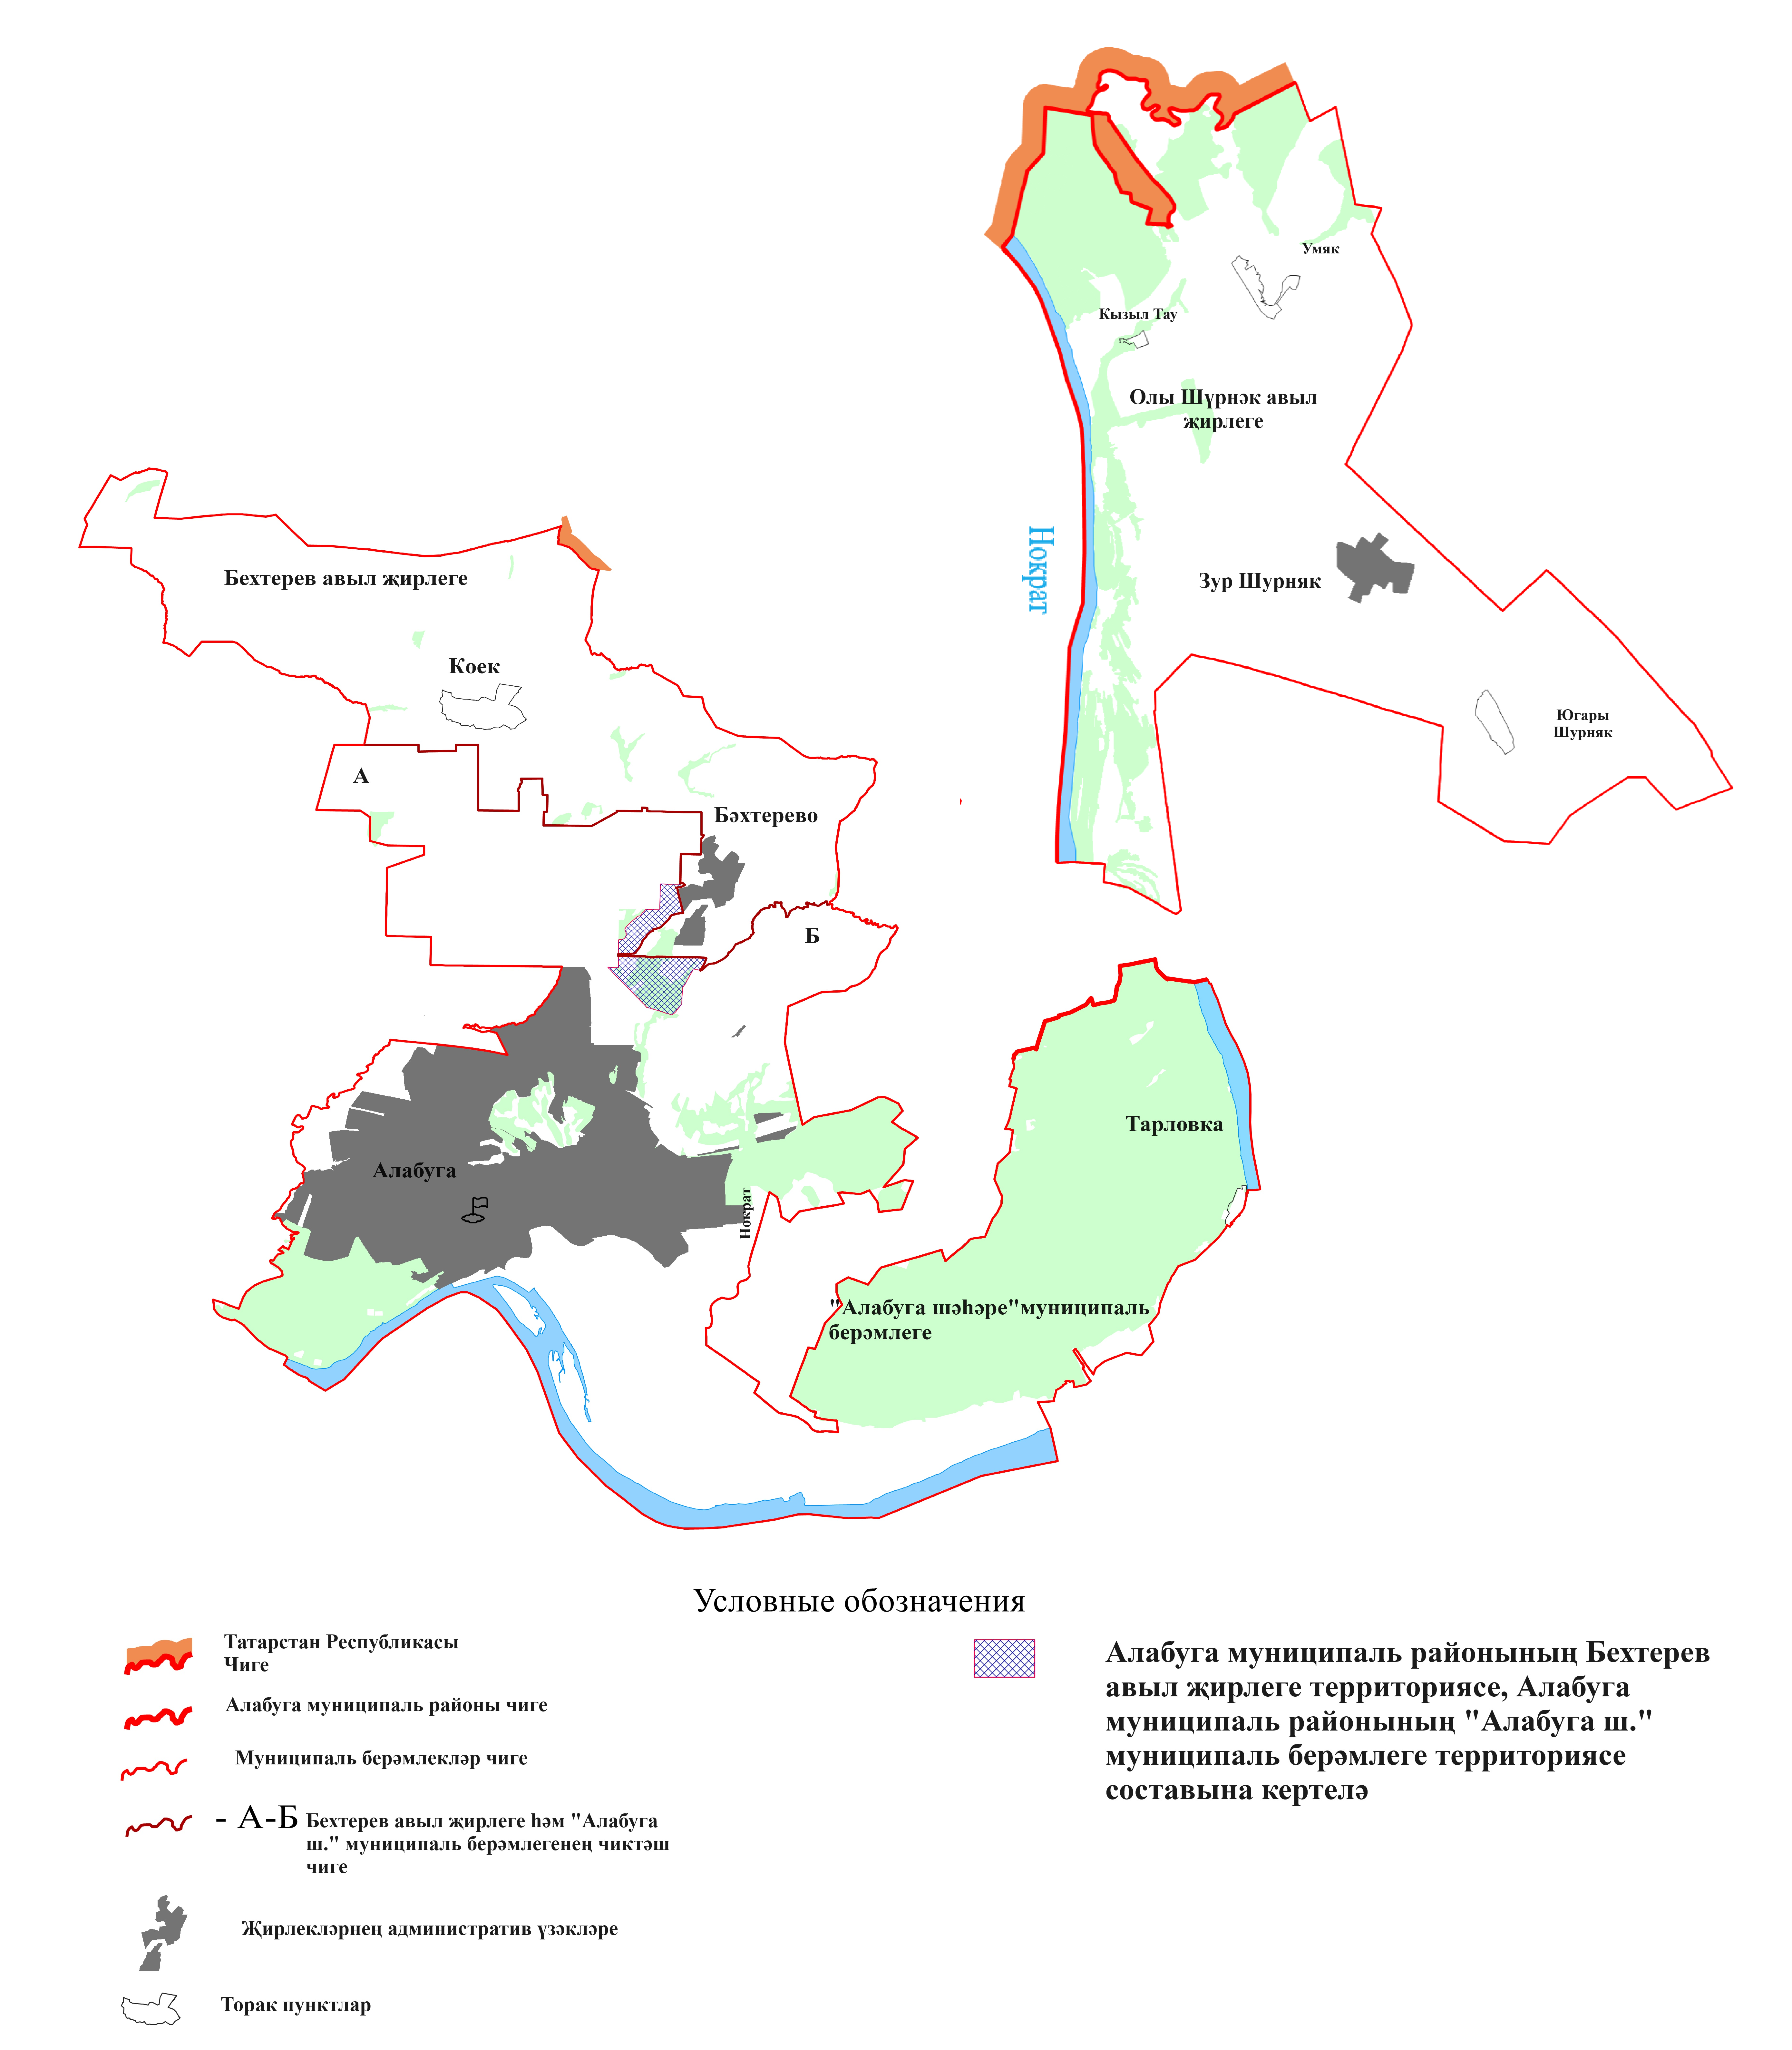 Умяк
Кызыл Тау
Олы Шүрнәк авыл
җирлеге
Нократ
Зур Шурняк
Югары
Шурняк
Бехтерев авыл җирлеге
Көек
А
Бәхтерево
Б
Тарловка
Алабуга
Нократ
"Алабуга шәһәре"муниципаль
берәмлеге
Условные обозначения
Татарстан Республикасы
Чиге
Алабуга муниципаль районы чиге
Муниципаль берәмлекләр чиге
- А-Б Бехтерев авыл җирлеге һәм "Алабуга
ш." муниципаль берәмлегенең чиктәш
чиге
Җирлекләрнең административ үзәкләре
Торак пунктлар
Алабуга муниципаль районының Бехтерев
авыл җирлеге территориясе, Алабуга
муниципаль районының "Алабуга ш."
муниципаль берәмлеге территориясе
составына кертелә